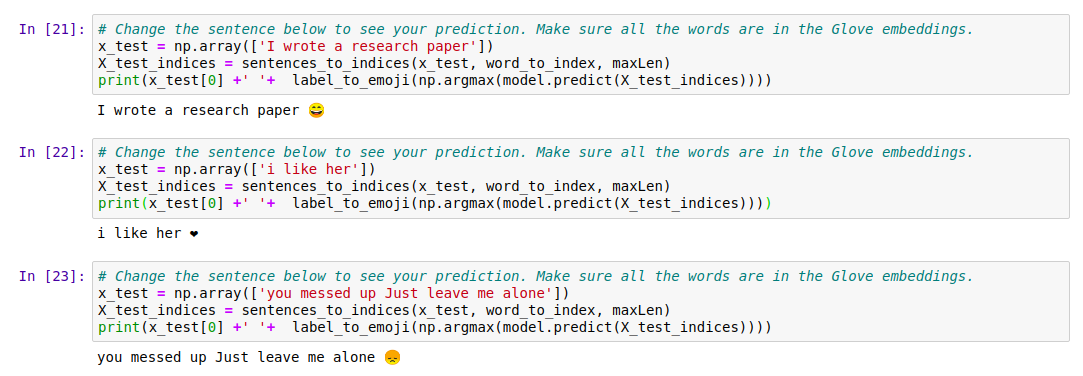 In [21]: # Change the sentence below to see your prediction. Make sure all the words are in the Glove embeddings.
x_test = np.array(['I wrote a research paper'])
X_test_indices = sentences_to_indices(x_test, word_to_index, maxLen)
print(x_test[0] +' '+  label_to_emoji(np.argmax(model.predict(X_test_indices))))
I wrote a research paper 😄
In [22]: # Change the sentence below to see your prediction. Make sure all the words are in the Glove embeddings.
x_test = np.array(['i like her'])
X_test_indices = sentences_to_indices(x_test, word_to_index, maxLen)
print(x_test[0] +' '+  label_to_emoji(np.argmax(model.predict(X_test_indices))))
i like her ❤
In [23]: # Change the sentence below to see your prediction. Make sure all the words are in the Glove embeddings.
x_test = np.array(['you messed up Just leave me alone'])
X_test_indices = sentences_to_indices(x_test, word_to_index, maxLen)
print(x_test[0] +' '+  label_to_emoji(np.argmax(model.predict(X_test_indices))))
you messed up Just leave me alone 😞